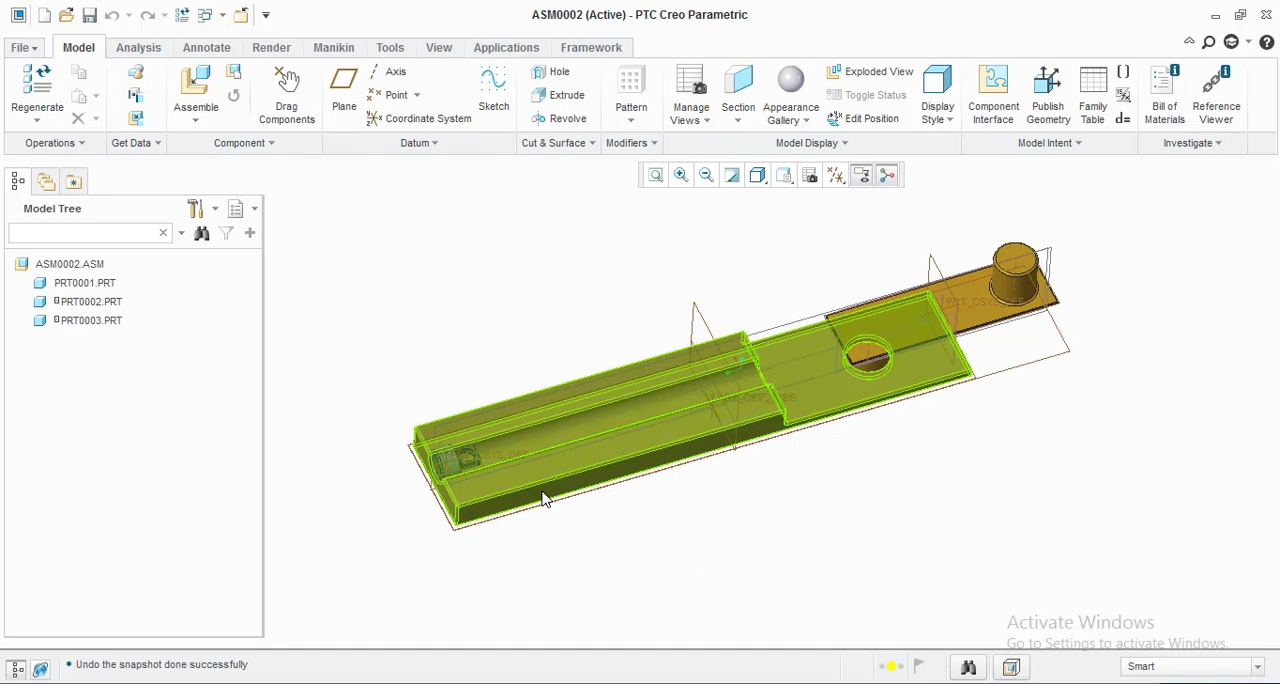 ASM0002 (Active) - PTC Creo Parametric
File Model Analysis Annotate Render Manikin Tools View Applications Framework
Regenerate
Assemble
Drag Components
Plane
Axis
Point
Coordinate System
Sketch
Hole
Extrude
Revolve
Pattern
Manage Views
Section
Appearance Gallery
Exploded View
Toggle Status
Edit Position
Display Style
Component Interface
Publish Geometry
Family Table
d=
Bill of Materials
Reference Viewer
Operations Get Data Component Datum Cut & Surface Modifiers Model Display Model Intent Investigate
Model Tree
ASM0002.ASM
PRT0001.PRT
PRT0002.PRT
PRT0003.PRT
PRT_CSYS_DEF
Activate Windows
Go to Settings to activate Windows.
Undo the snapshot done successfully
Smart